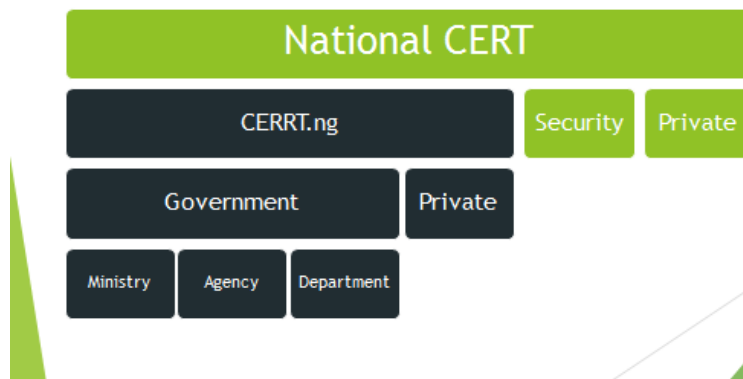 National CERT
CERRT.ng
Security
Private
Government
Private
Ministry
Agency
Department